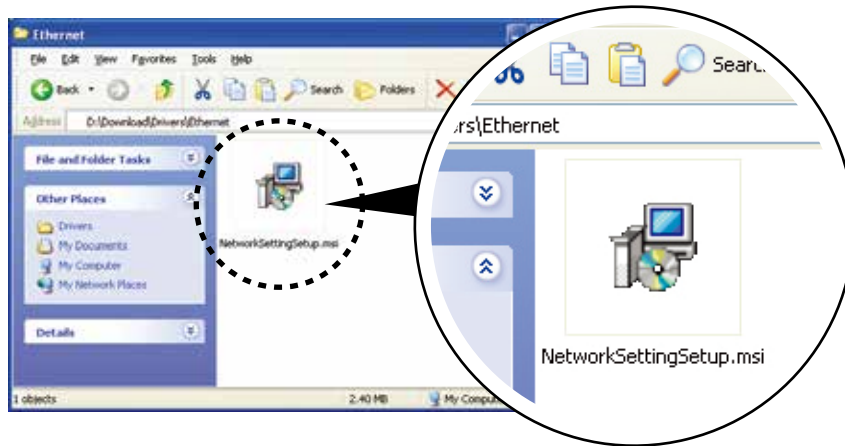 Ethernet
File Edit View Favorites Tools Help
Back Search Folders
Address D:\Download\Drivers\Ethernet
File and Folder Tasks
Other Places
Drivers
My Documents
My Computer
My Network Places
Details
NetworkSettingSetup.msi
1 objects 2.40 MB My Compu
Searc
rs\Ethernet
NetworkSettingSetup.msi